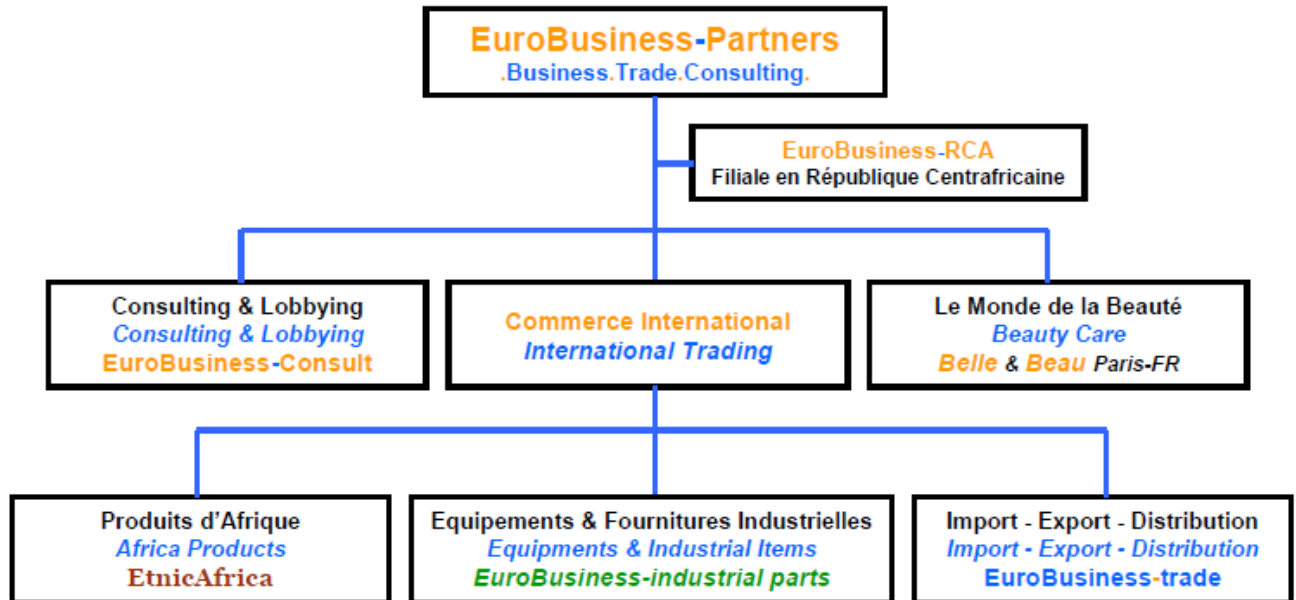 EuroBusiness-Partners
.Business.Trade.Consulting.
EuroBusiness-RCA
Filiale en République Centrafricaine
Consulting & Lobbying
Consulting & Lobbying
EuroBusiness-Consult
Commerce International
International Trading
Le Monde de la Beauté
Beauty Care
Belle & Beau Paris-FR
Produits d'Afrique
Africa Products
EtnicAfrica
Equipements & Fournitures Industrielles
Equipments & Industrial Items
EuroBusiness-industrial parts
Import - Export - Distribution
Import - Export - Distribution
EuroBusiness-trade